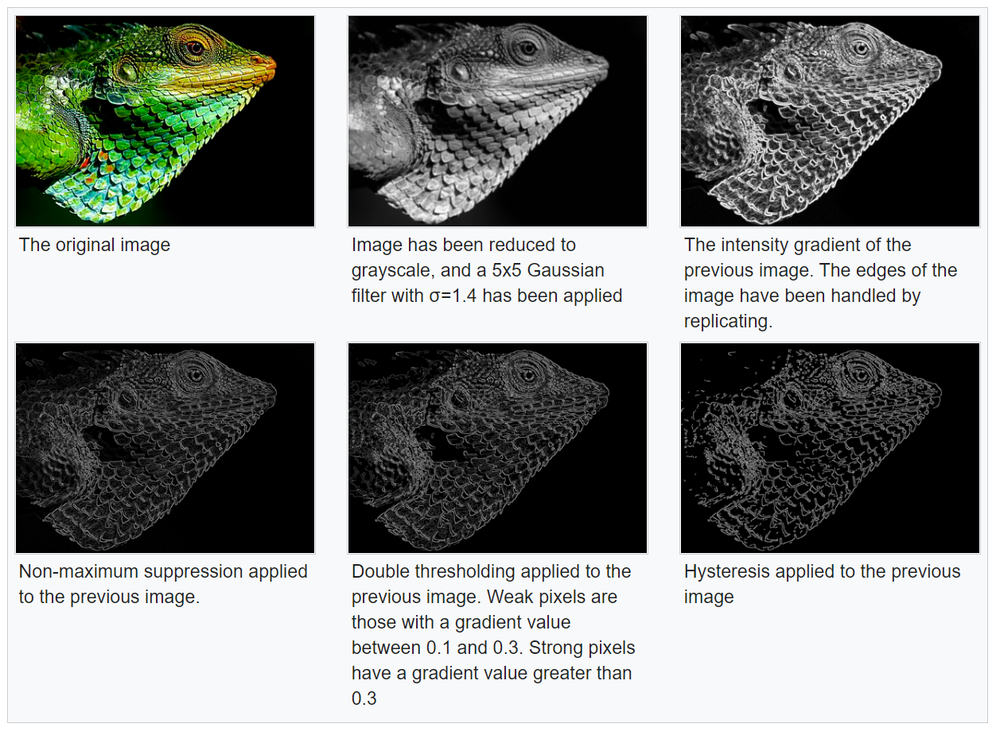 The original image
Image has been reduced to
grayscale, and a 5x5 Gaussian
filter with σ=1.4 has been applied
The intensity gradient of the
previous image. The edges of the
image have been handled by
replicating.
Non-maximum suppression applied
to the previous image.
Double thresholding applied to the
previous image. Weak pixels are
those with a gradient value
between 0.1 and 0.3. Strong pixels
have a gradient value greater than
0.3
Hysteresis applied to the previous
image